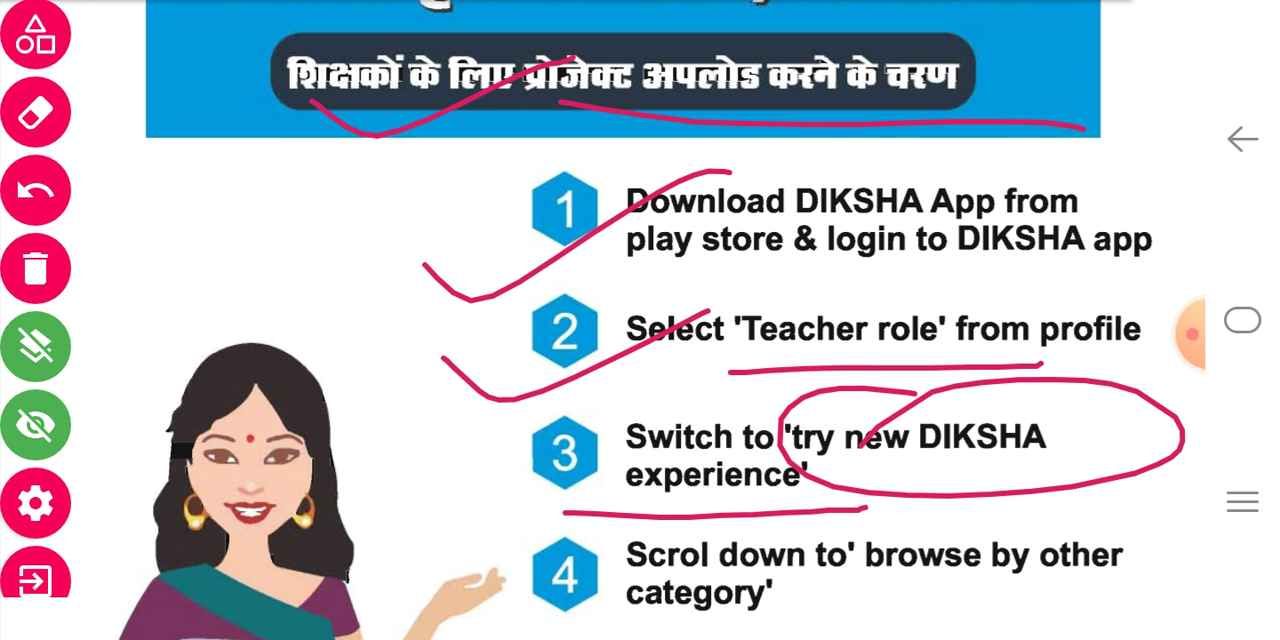 शिक्षकों के लिए प्रोजेक्ट अपलोड करने के चरण
1
Download DIKSHA App from
play store & login to DIKSHA app
2
Select 'Teacher role' from profile
3
Switch to 'try new DIKSHA
experience'
4
Scrol down to' browse by other
category'